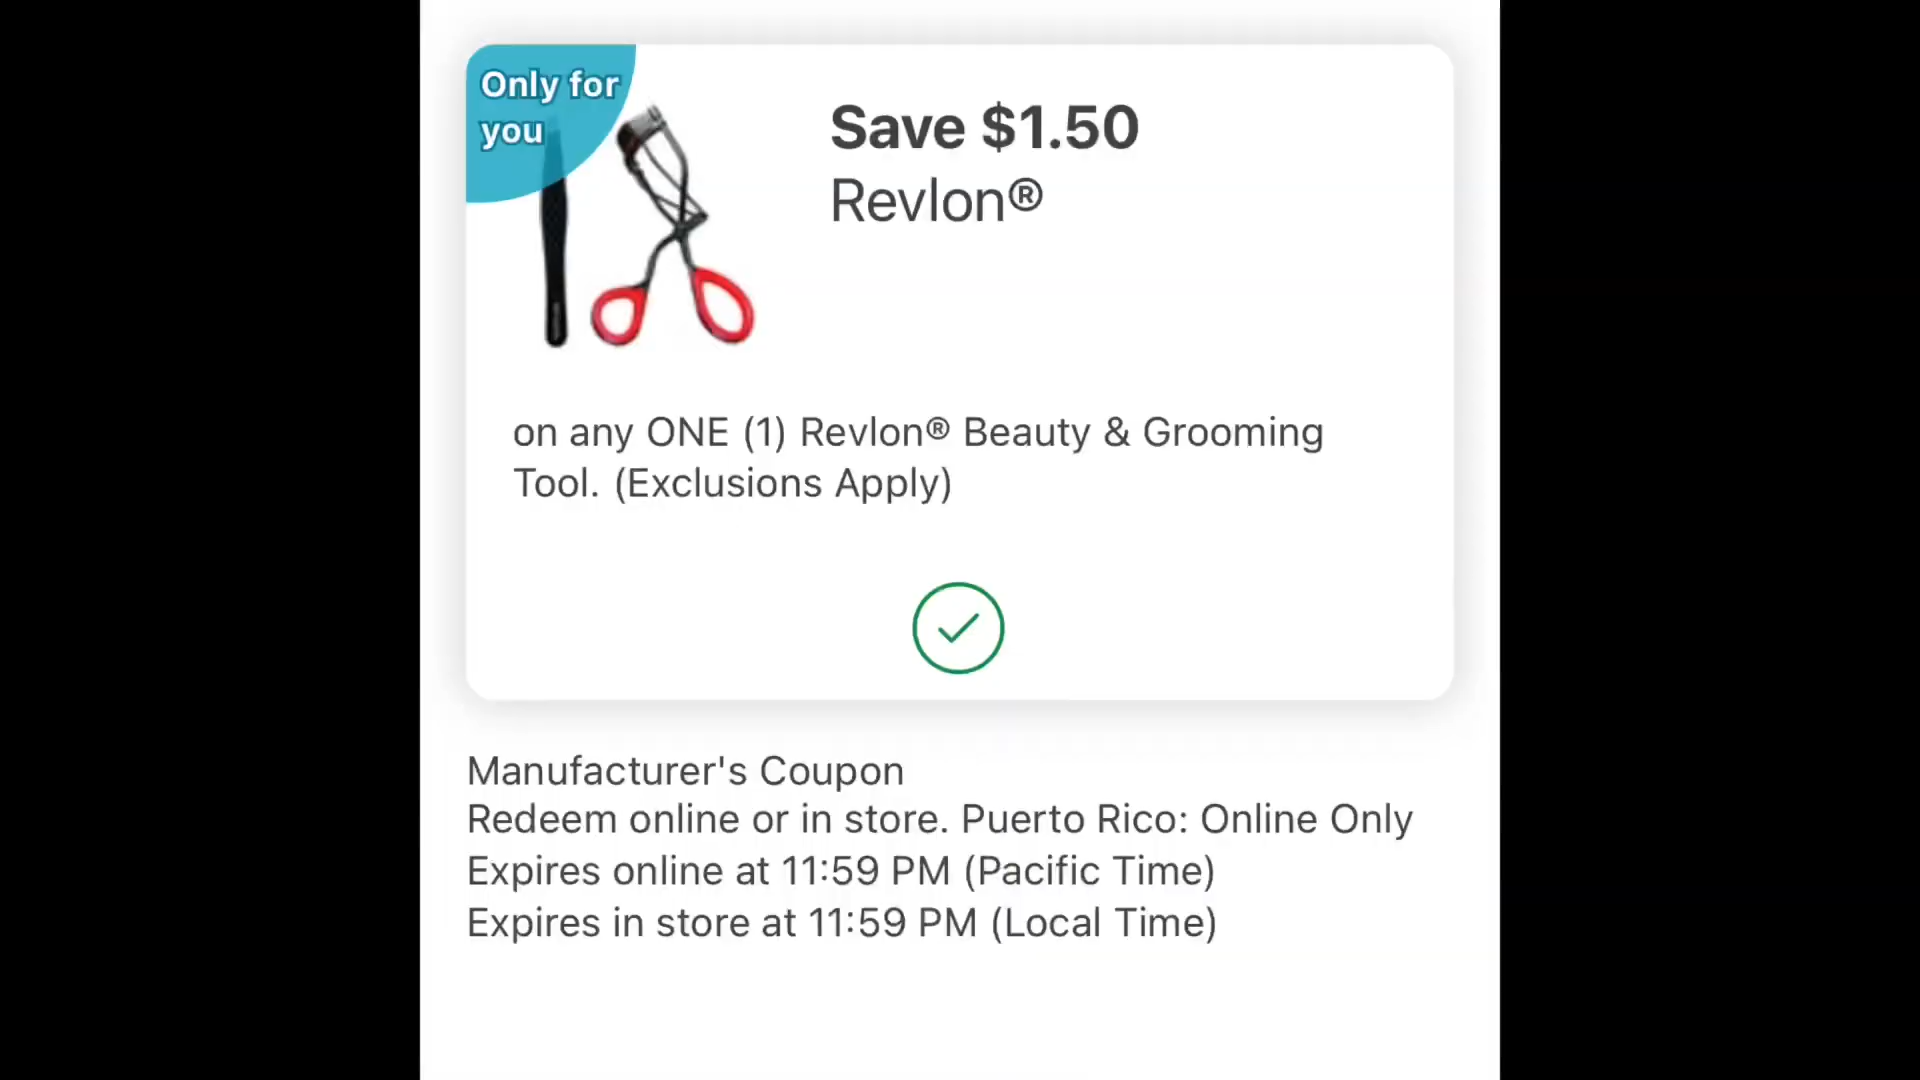 Only for
you
Save $1.50
Revlon®
on any ONE (1) Revlon® Beauty & Grooming
Tool. (Exclusions Apply)
Manufacturer's Coupon
Redeem online or in store. Puerto Rico: Online Only
Expires online at 11:59 PM (Pacific Time)
Expires in store at 11:59 PM (Local Time)